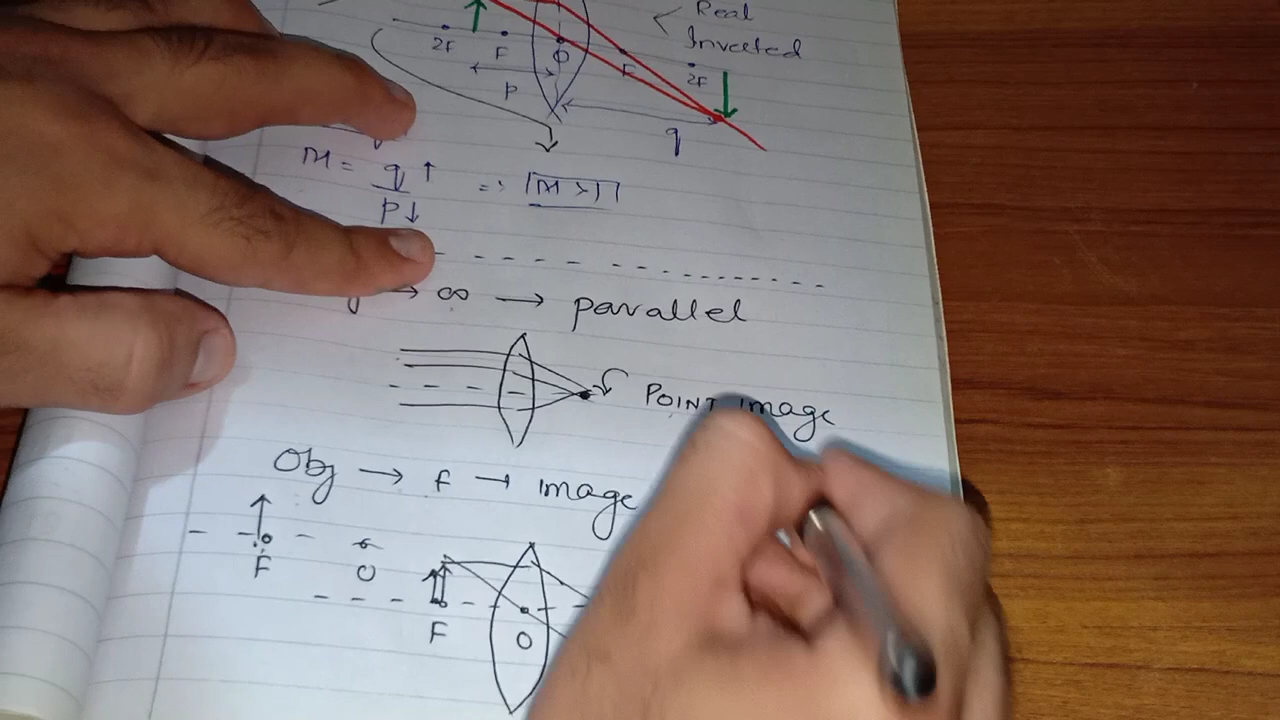 Real
Inverted
2F F O F 2F
p
q
M = q↑ / p↓ => M > 1
→ ∞ → parallel
POINT image
Obj → F → image
F O
F O